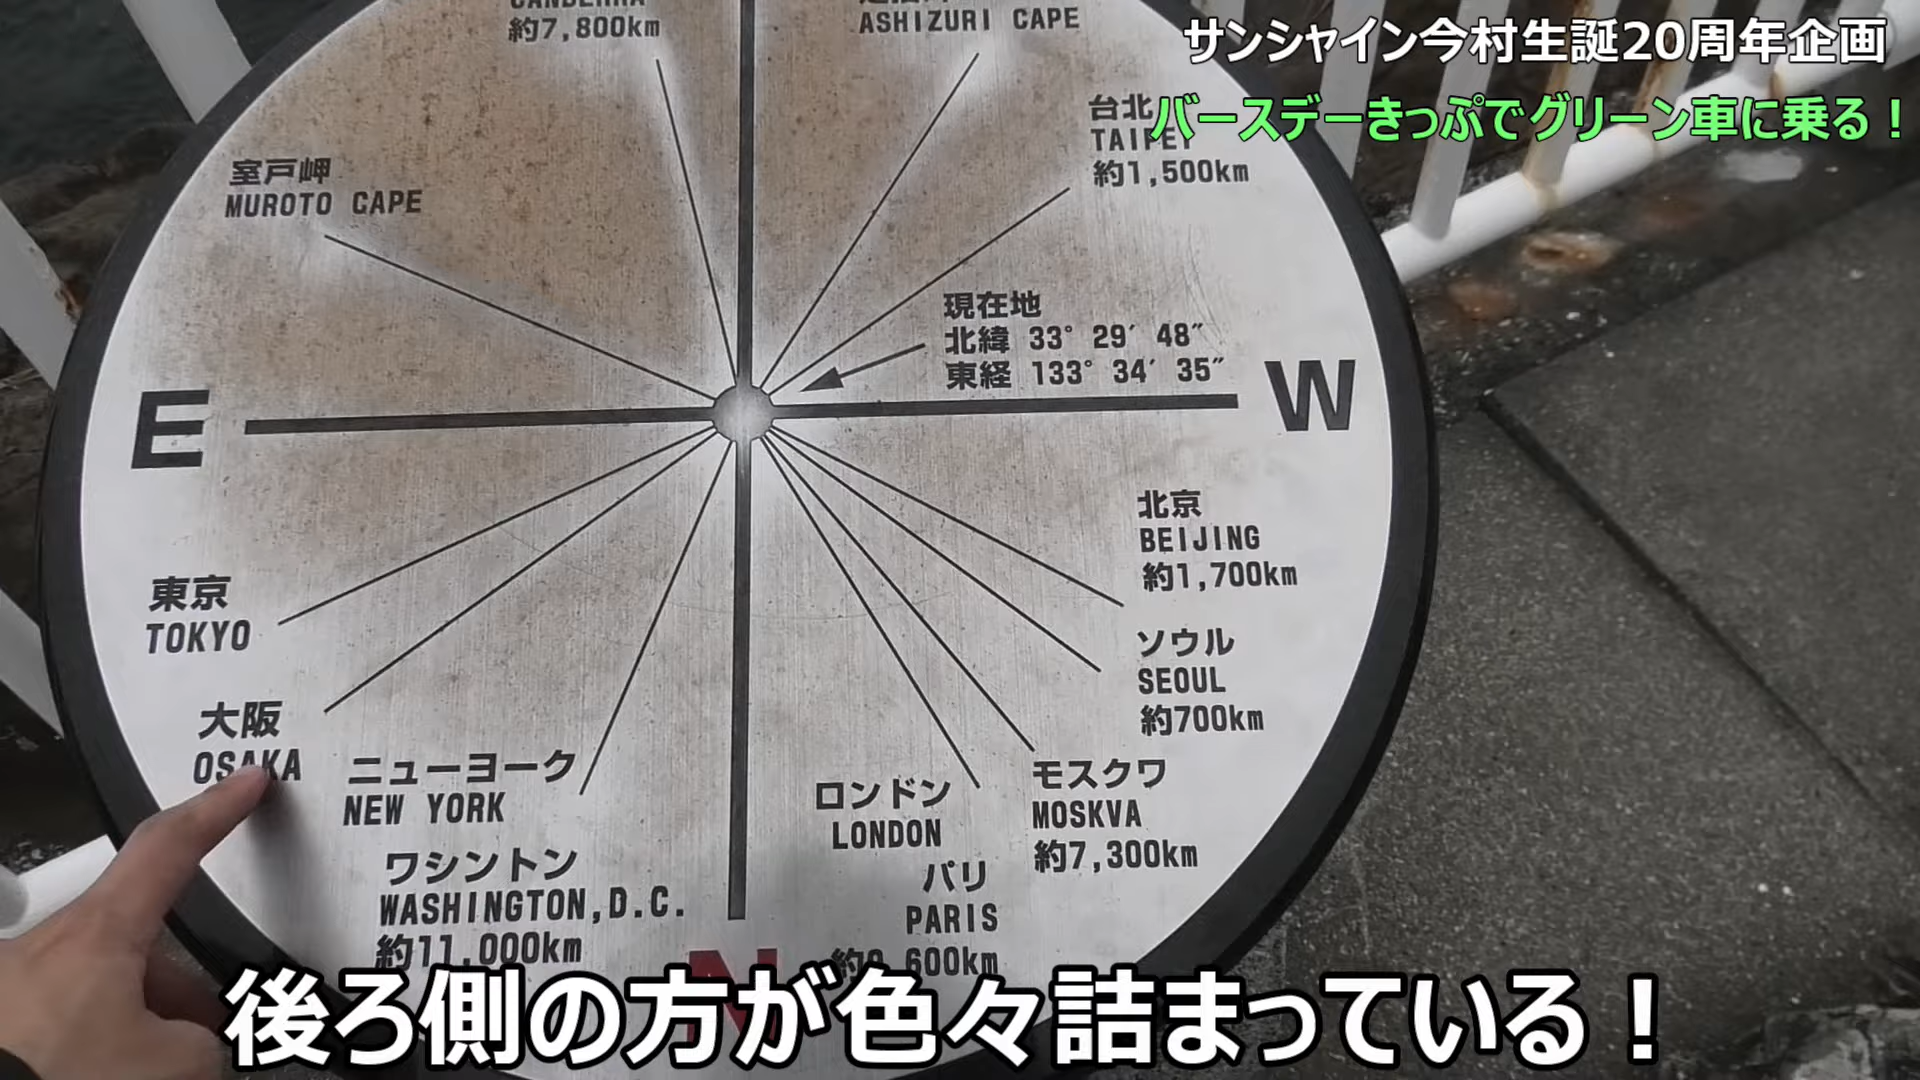 サンシャイン今村生誕20周年企画
バースデーきっぷでグリーン車に乗る！
約7,800km
ASHIZURI CAPE
台北
TAIPEY
約1,500km
室戸岬
MUROTO CAPE
現在地
北緯 33° 29′ 48″
東経 133° 34′ 35″
E
W
東京
TOKYO
大阪
OSAKA
ニューヨーク
NEW YORK
ワシントン
WASHINGTON,D.C.
約11,000km
北京
BEIJING
約1,700km
ソウル
SEOUL
約700km
モスクワ
MOSKVA
約7,300km
ロンドン
LONDON
パリ
PARIS
N
後ろ側の方が色々詰まっている！